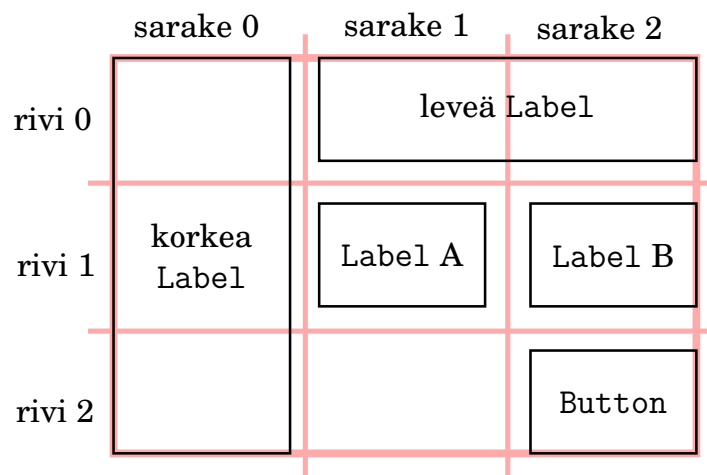 sarake 0 sarake 1 sarake 2
rivi 0 leveä Label
rivi 1 korkea Label Label A Label B
rivi 2 Button